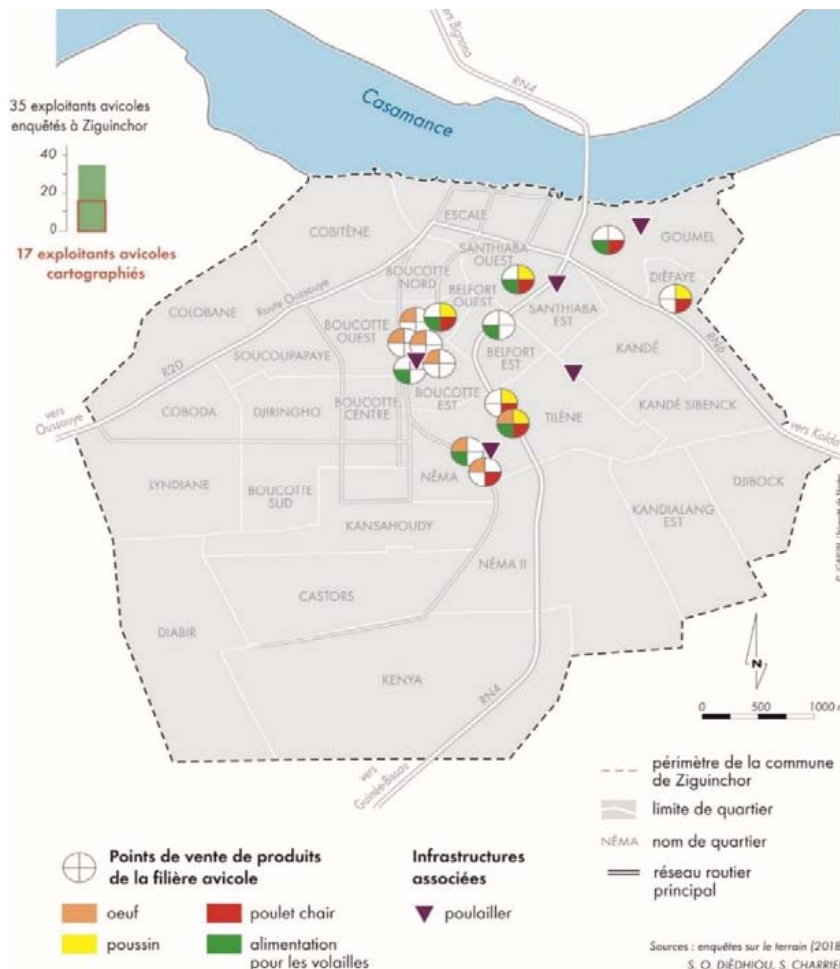 vers Bignona
RN4
35 exploitants avicoles
enquêtés à Ziguinchor
40
20
0
17 exploitants avicoles
cartographiés
Casamance
ESCALE
COBITÈNE
SANTHIABA
OUEST
GOUMEL
BOUCOTTE
NORD
BELFORT
OUEST
DIÈFAYE
COLOBANE
Route Oussouye
SANTHIABA
EST
BOUCOTTE
OUEST
SOUCOUPAPAYE
BELFORT
EST
KANDÉ
RN6
R20
vers
Oussouye
COBODA
DJIRINGHO
BOUCOTTE
CENTRE
BOUCOTTE
EST
TILÈNE
KANDÉ SIBENCK
vers Kolda
LYNDIANE
BOUCOTTE
SUD
NÉMA
DJIBOCK
KANSAHOUDY
KANDIALANG
EST
NÉMA II
CASTORS
DIABIR
KENYA
RN4
vers
Guinée-Bissau
N
0 500 1000
périmètre de la commune
de Ziguinchor
limite de quartier
NÉMA nom de quartier
réseau routier
principal
Points de vente de produits
de la filière avicole
oeuf
poulet chair
poussin
alimentation
pour les volailles
Infrastructures
associées
poulailler
Sources : enquêtes sur le terrain (2018
S. O. DIÉDHIOU, S. CHARRIE